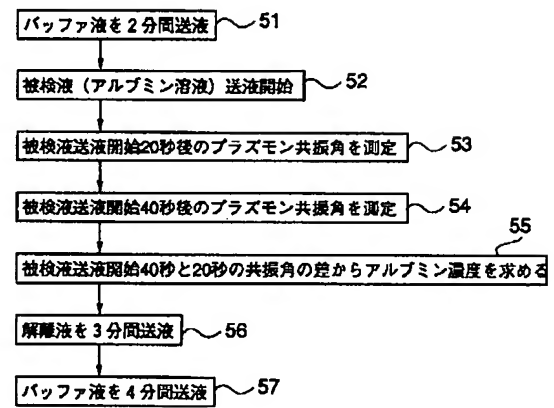 バッファ液を2分間送液 51
被検液(アルブミン溶液)送液開始 52
被検液送液開始20秒後のプラズモン共振角を測定 53
被検液送液開始40秒後のプラズモン共振角を測定 54
55
被検液送液開始40秒と20秒の共振角の差からアルブミン濃度を求める
解離液を3分間送液 56
バッファ液を4分間送液 57